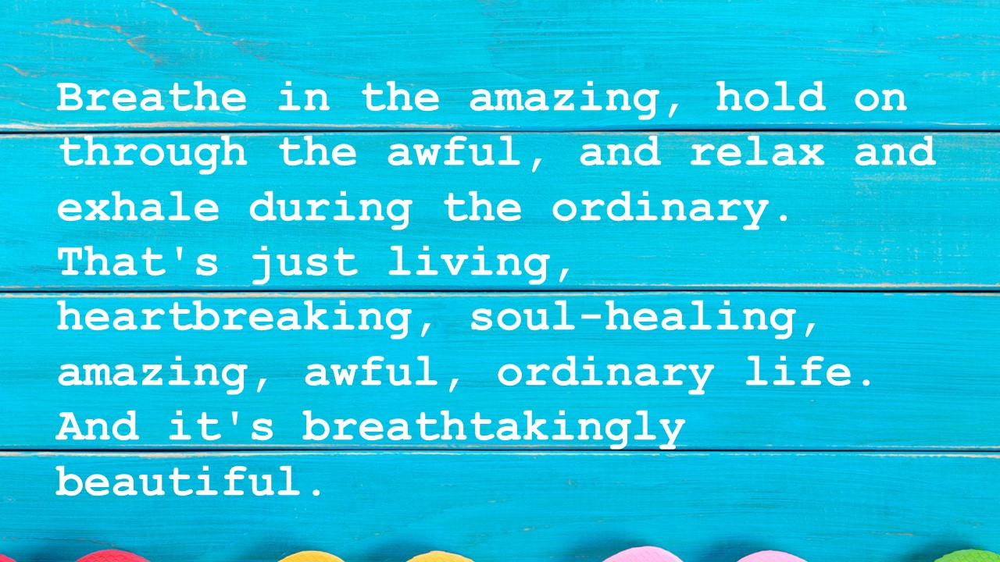 Breathe in the amazing, hold on
through the awful, and relax and
exhale during the ordinary.
That's just living,
heartbreaking, soul-healing,
amazing, awful, ordinary life.
And it's breathtakingly
beautiful.